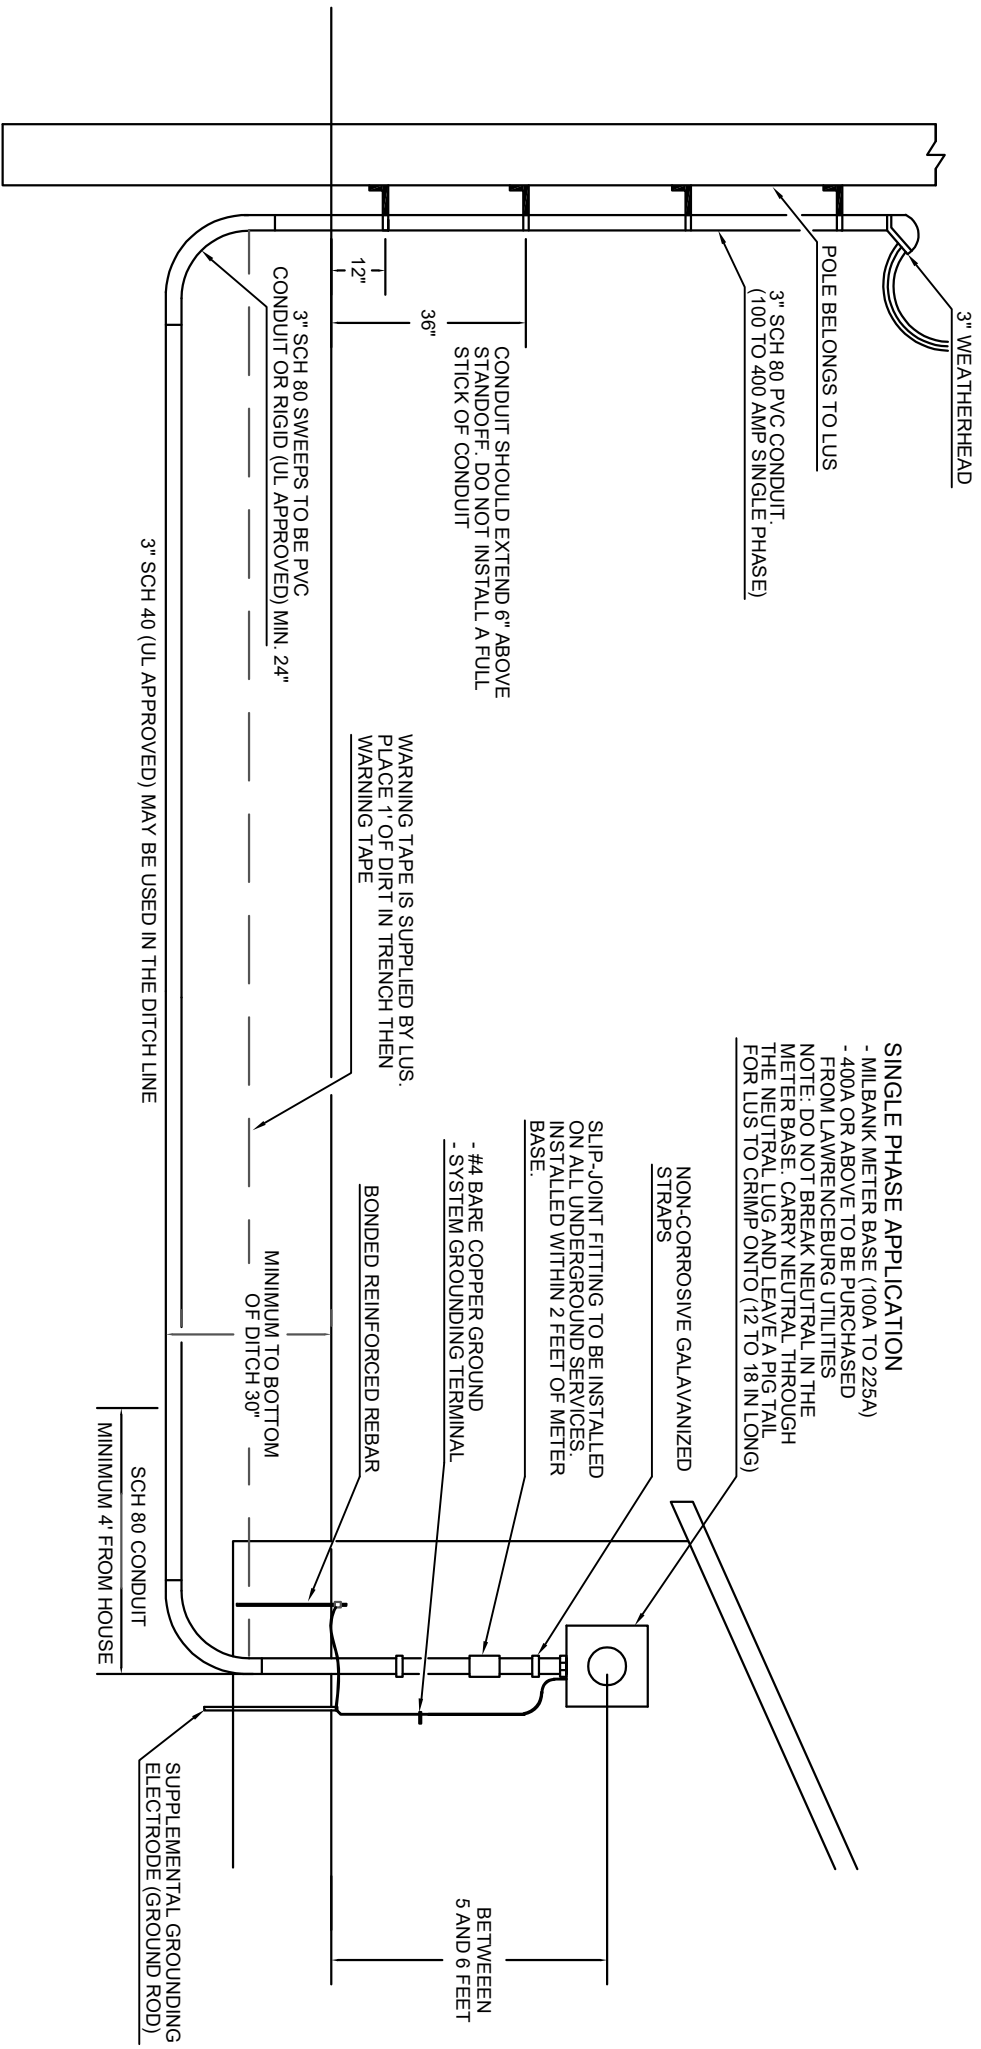 3" WEATHERHEAD
POLE BELONGS TO LUS
3" SCH 80 PVC CONDUIT.
(100 TO 400 AMP SINGLE PHASE)
CONDUIT SHOULD EXTEND 6" ABOVE
STANDOFF. DO NOT INSTALL A FULL
STICK OF CONDUIT
36"
12"
3" SCH 80 SWEEPS TO BE PVC
CONDUIT OR RIGID (UL APPROVED) MIN. 24"
3" SCH 40 (UL APPROVED) MAY BE USED IN THE DITCH LINE
WARNING TAPE IS SUPPLIED BY LUS.
PLACE 1' OF DIRT IN TRENCH THEN
WARNING TAPE
SINGLE PHASE APPLICATION
- MILBANK METER BASE (100A TO 225A)
- 400A OR ABOVE TO BE PURCHASED
FROM LAWRENCEBURG UTILITIES
NOTE: DO NOT BREAK NEUTRAL IN THE
METER BASE. CARRY NEUTRAL THROUGH
THE NEUTRAL LUG AND LEAVE A PIG TAIL
FOR LUS TO CRIMP ONTO (12 TO 18 IN LONG)
NON-CORROSIVE GALAVANIZED
STRAPS
SLIP-JOINT FITTING TO BE INSTALLED
ON ALL UNDERGROUND SERVICES.
INSTALLED WITHIN 2 FEET OF METER
BASE.
- #4 BARE COPPER GROUND
- SYSTEM GROUNDING TERMINAL
BONDED REINFORCED REBAR
MINIMUM TO BOTTOM
OF DITCH 30"
SCH 80 CONDUIT
MINIMUM 4' FROM HOUSE
BETWEEEN
5 AND 6 FEET
SUPPLEMENTAL GROUNDING
ELECTRODE (GROUND ROD)